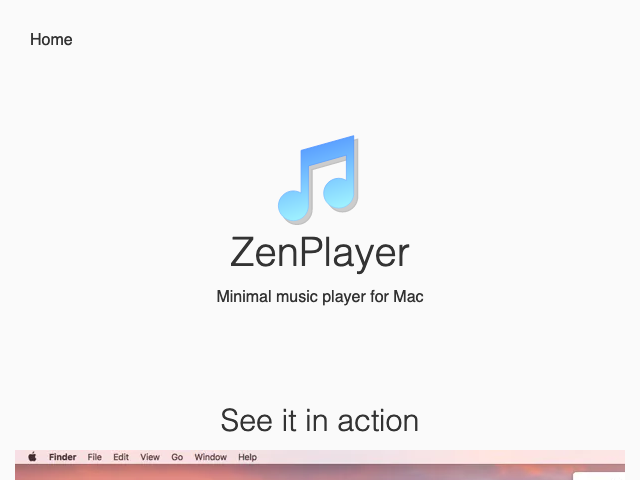 Home
ZenPlayer
Minimal music player for Mac
See it in action
Finder File Edit View Go Window Help